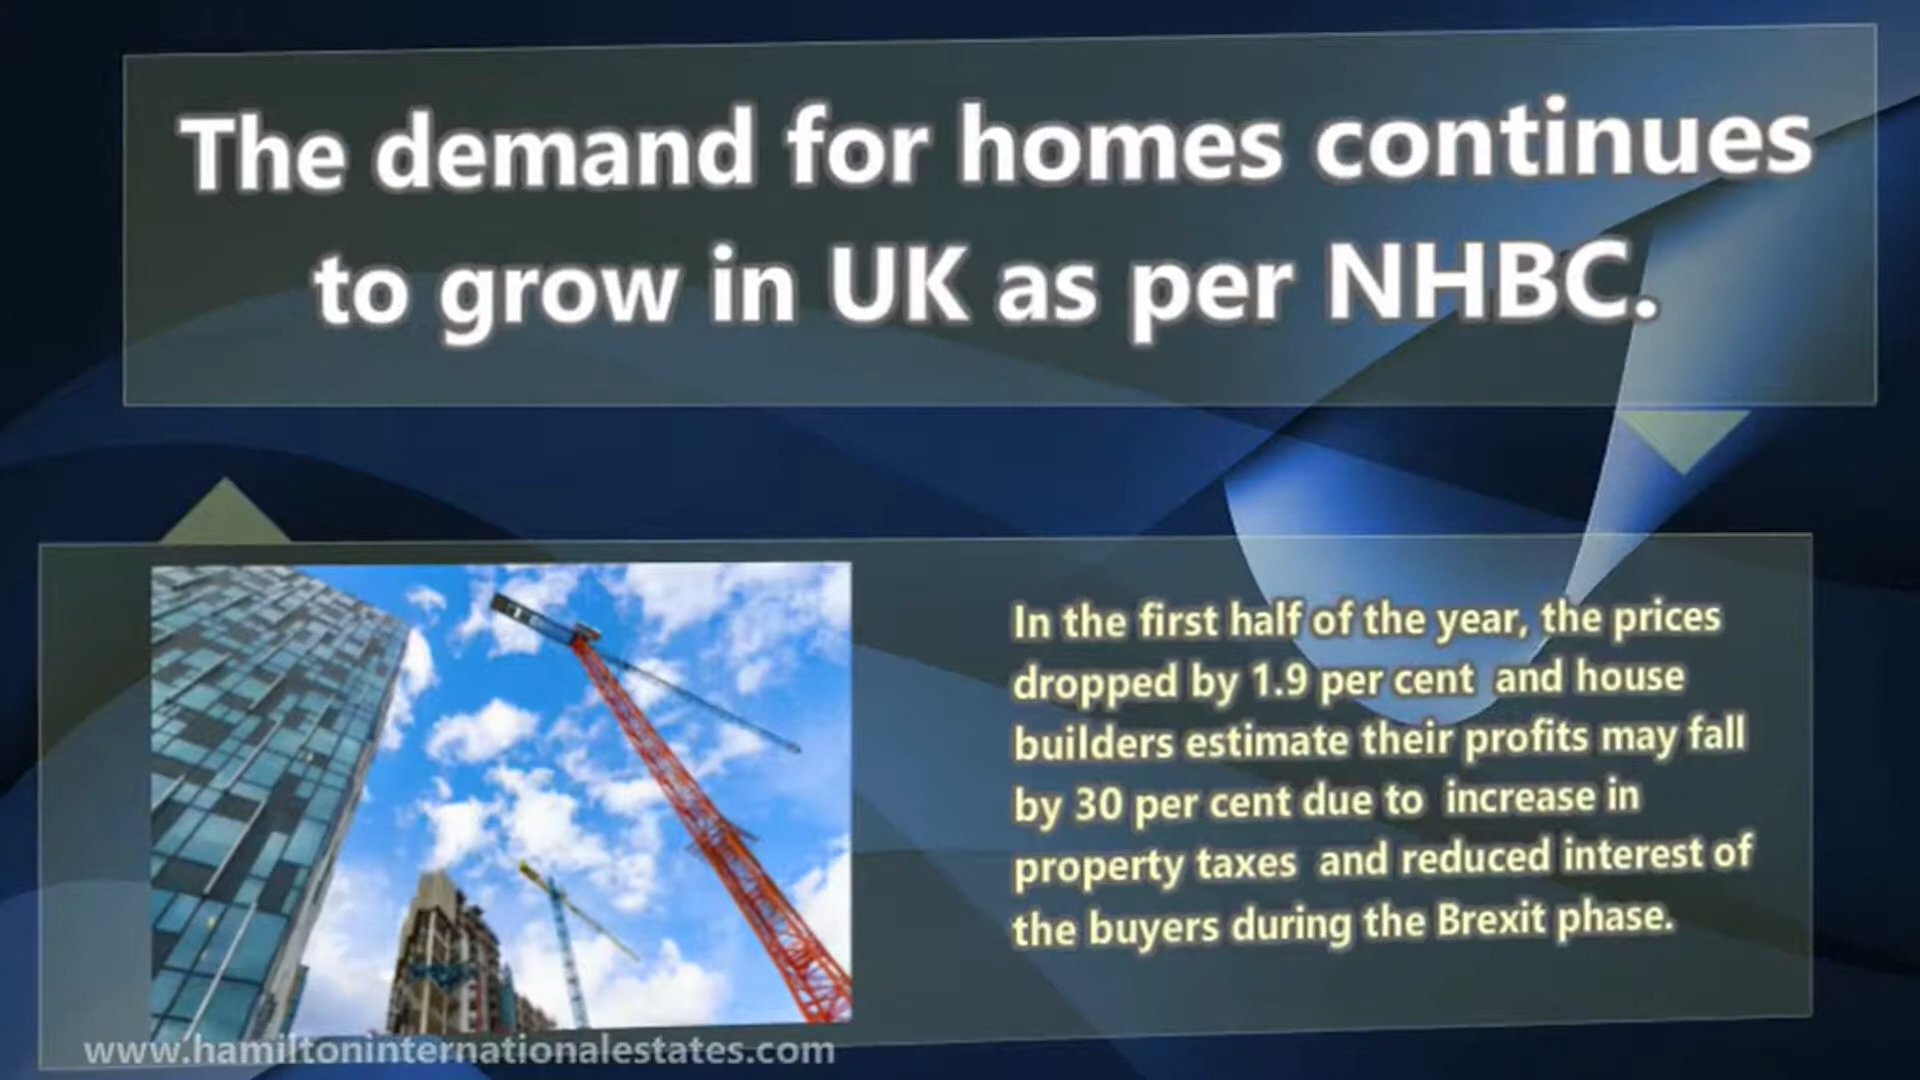 The demand for homes continues
to grow in UK as per NHBC.
In the first half of the year, the prices
dropped by 1.9 per cent and house
builders estimate their profits may fall
by 30 per cent due to increase in
property taxes and reduced interest of
the buyers during the Brexit phase.
www.hamiltoninternationalestates.com